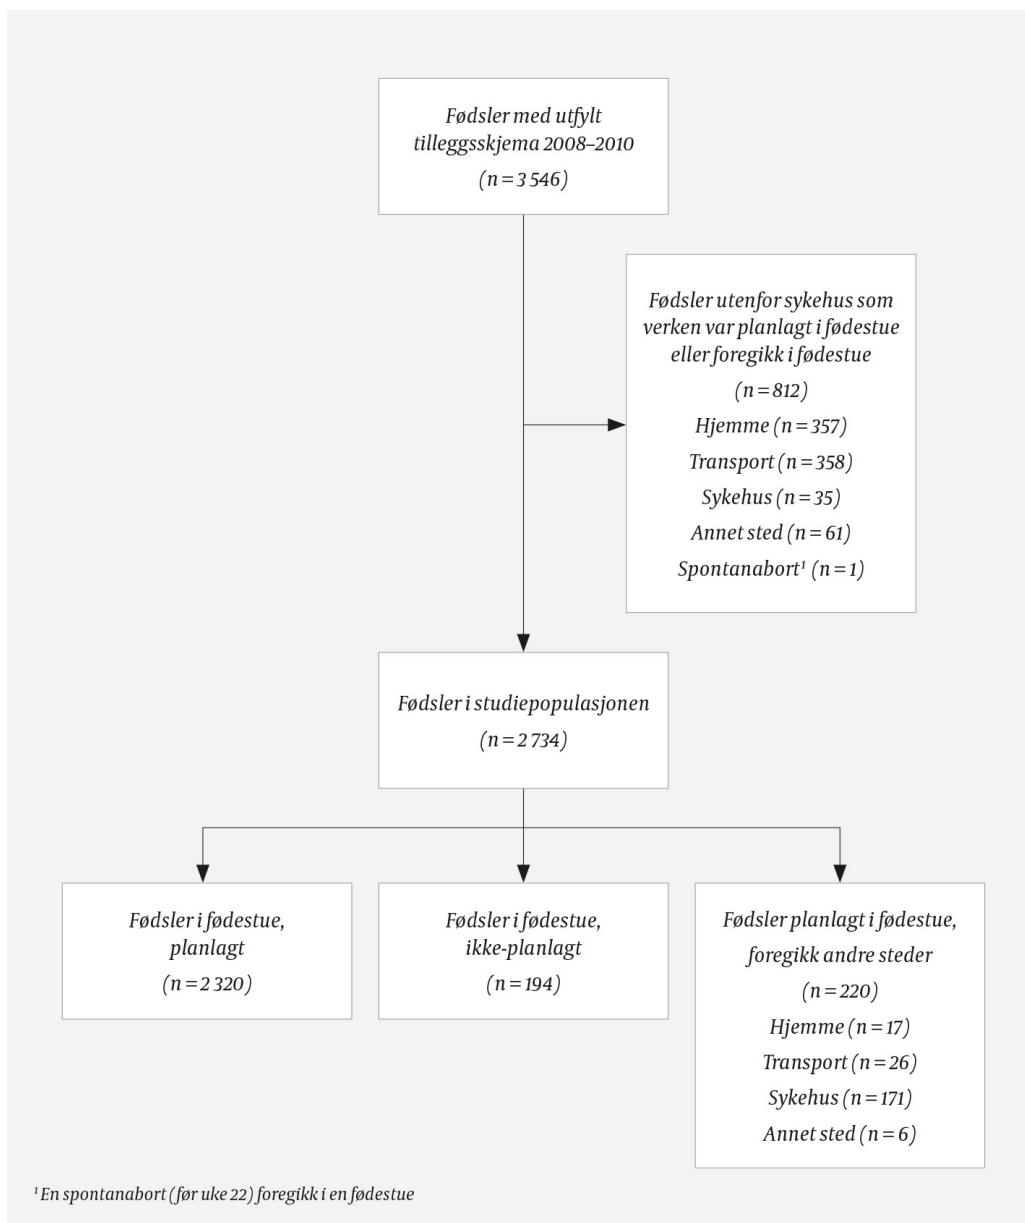 Fødsler med utfylt
tilleggsskjema 2008–2010
(n = 3 546)
Fødsler utenfor sykehus som
verken var planlagt i fødestue
eller foregikk i fødestue
(n = 812)
Hjemme (n = 357)
Transport (n = 358)
Sykehus (n = 35)
Annet sted (n = 61)
Spontanabort¹ (n = 1)
Fødsler i studiepopulasjonen
(n = 2 734)
Fødsler i fødestue,
planlagt
(n = 2 320)
Fødsler i fødestue,
ikke-planlagt
(n = 194)
Fødsler planlagt i fødestue,
foregikk andre steder
(n = 220)
Hjemme (n = 17)
Transport (n = 26)
Sykehus (n = 171)
Annet sted (n = 6)
¹ En spontanabort (før uke 22) foregikk i en fødestue